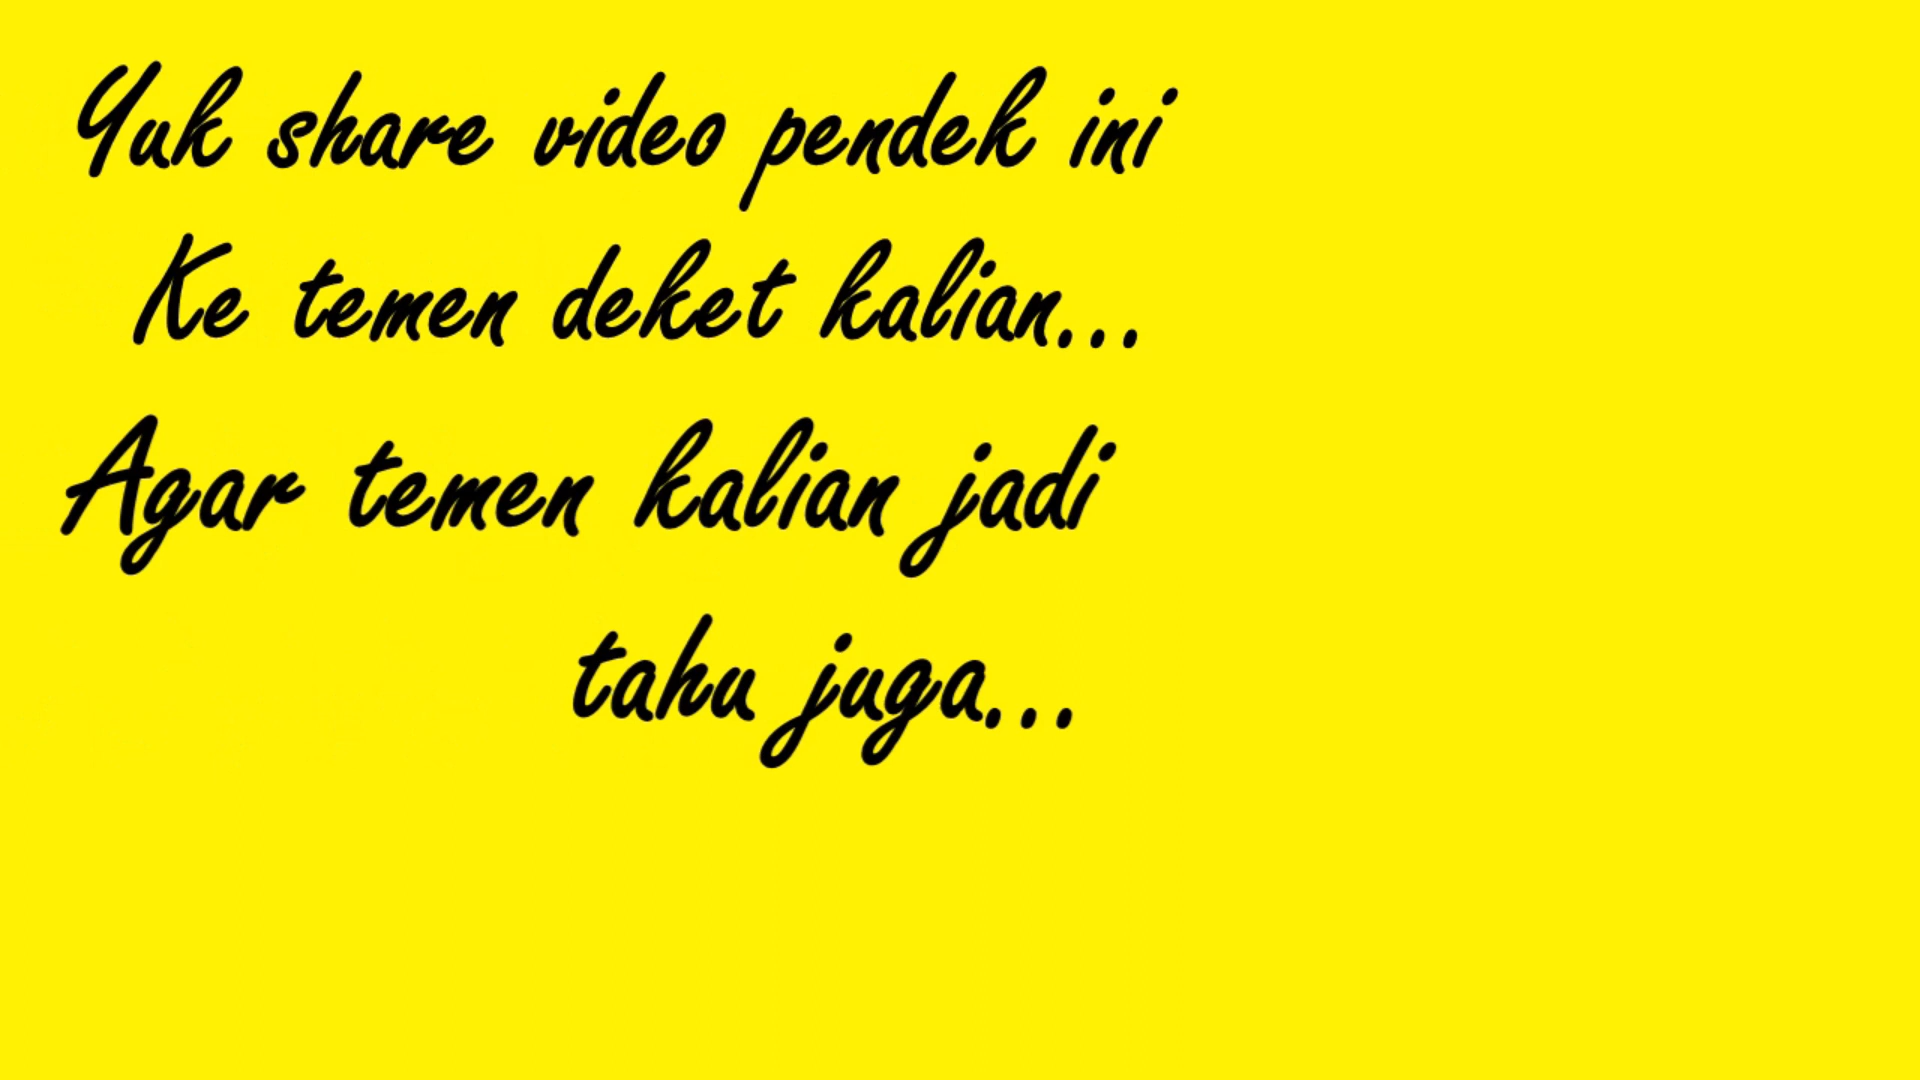 Yuk share video pendek ini
Ke temen deket kalian...
Agar temen kalian jadi
tahu juga...